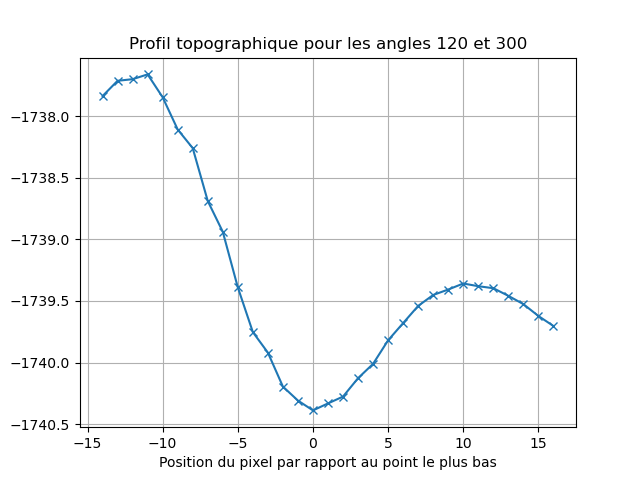 Profil topographique pour les angles 120 et 300
−1738.0
−1738.5
−1739.0
−1739.5
−1740.0
−1740.5
−15 −10 −5 0 5 10 15
Position du pixel par rapport au point le plus bas